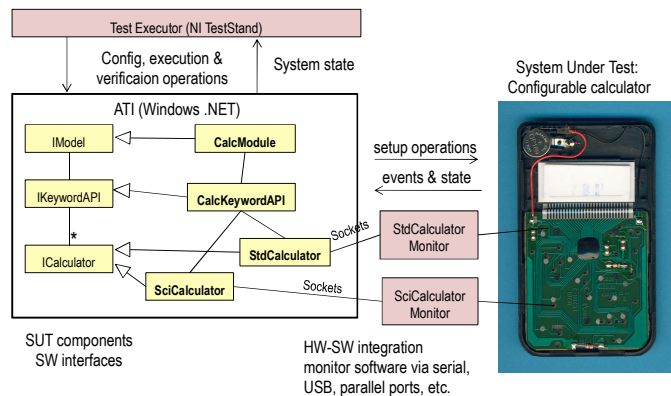 Test Executor (NI TestStand)
Config, execution &
verificaion operations
System state
System Under Test:
Configurable calculator
ATI (Windows .NET)
IModel
CalcModule
setup operations
IKeywordAPI
CalcKeywordAPI
events & state
*
Sockets
StdCalculator
Monitor
ICalculator
StdCalculator
SciCalculator
Sockets
SciCalculator
Monitor
SUT components
SW interfaces
HW-SW integration
monitor software via serial,
USB, parallel ports, etc.